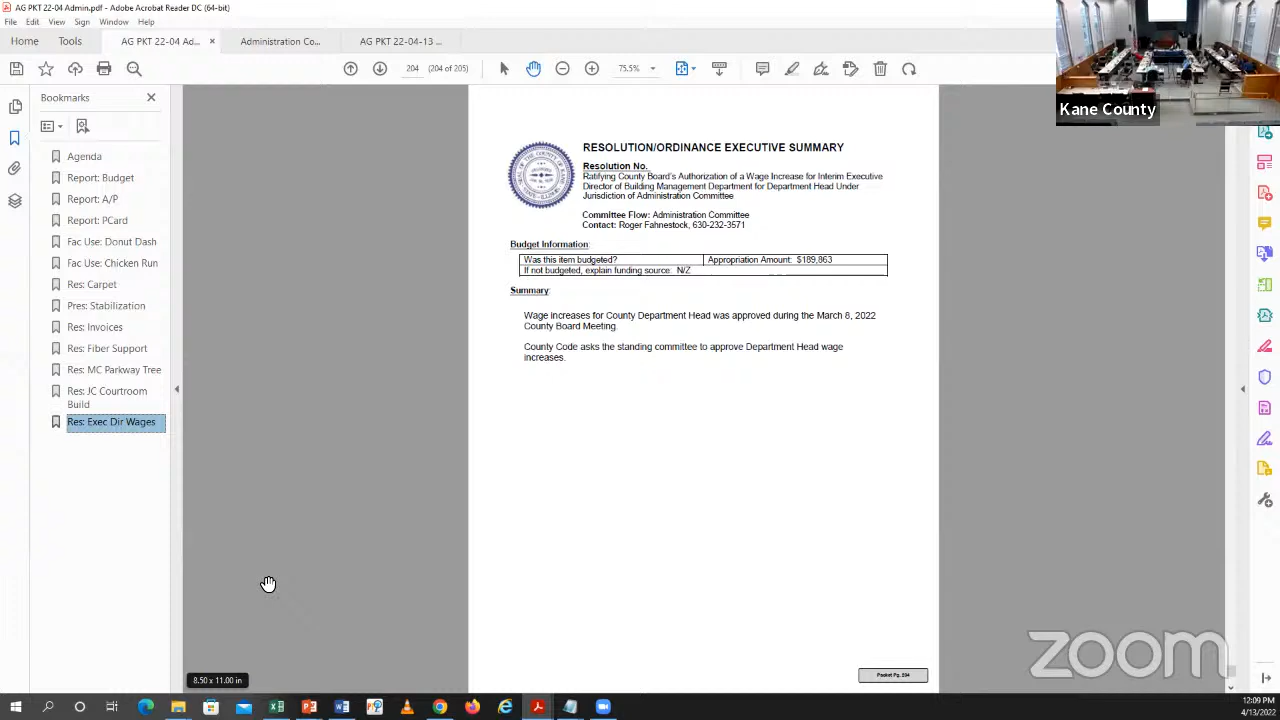 AG PKT 22-04 Admin.pdf - Adobe Acrobat Reader DC (64-bit)
File Edit View Sign Window Help
Home Tools AG PKT 22-04 Ad... × Administration Co... AG PKT 22-04-13 ...
204 (204 of 20) 75.5%
Kane County
Bookmarks
Agenda
Report: Budget
Report: A/P
Report: PCard
Fac Use: Donut Dash
Fac Use: Chicken Run
Res: Carpet
Pres: Stabilization
Res: Invoices
Res: Fiber Support
Res: MC Parkway Tree
Res: JC Courtroom
Build
Res: Exec Dir Wages
RESOLUTION/ORDINANCE EXECUTIVE SUMMARY
Resolution No.
Ratifying County Board's Authorization of a Wage Increase for Interim Executive
Director of Building Management Department for Department Head Under
Jurisdiction of Administration Committee
Committee Flow: Administration Committee
Contact: Roger Fahnestock, 630-232-3571
Budget Information:
Was this item budgeted? Appropriation Amount: $189,863
If not budgeted, explain funding source: N/Z
Summary:
Wage increases for County Department Head was approved during the March 8, 2022
County Board Meeting.
County Code asks the standing committee to approve Department Head wage
increases.
Packet Pg. 204
8.50 x 11.00 in
zoom
12:09 PM
4/13/2022